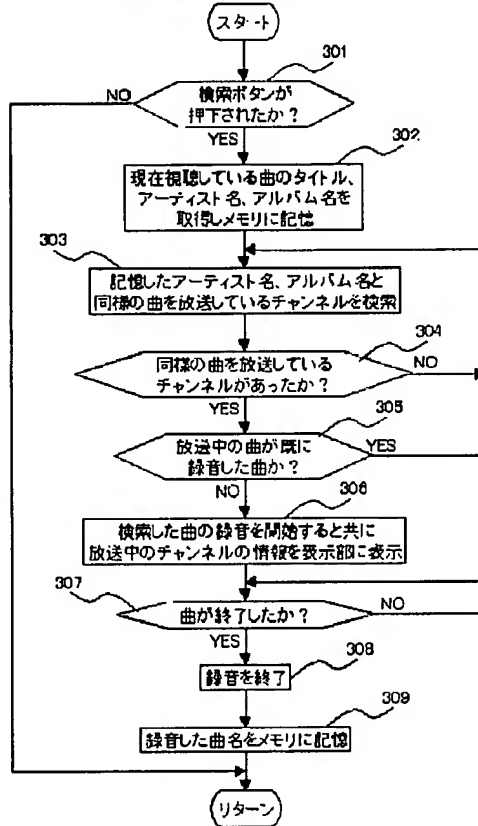 スタート
301
検索ボタンが
押下されたか？
NO
YES
302
現在視聴している曲のタイトル、
アーティスト名、アルバム名を
取得しメモリに記憶
303
記憶したアーティスト名、アルバム名と
同様の曲を放送しているチャンネルを検索
304
同様の曲を放送している
チャンネルがあったか？
NO
YES
305
放送中の曲が既に
録音した曲か？
YES
NO
306
検索した曲の録音を開始すると共に
放送中のチャンネルの情報を表示部に表示
307
曲が終了したか？
NO
YES
308
録音を終了
309
録音した曲名をメモリに記憶
リターン